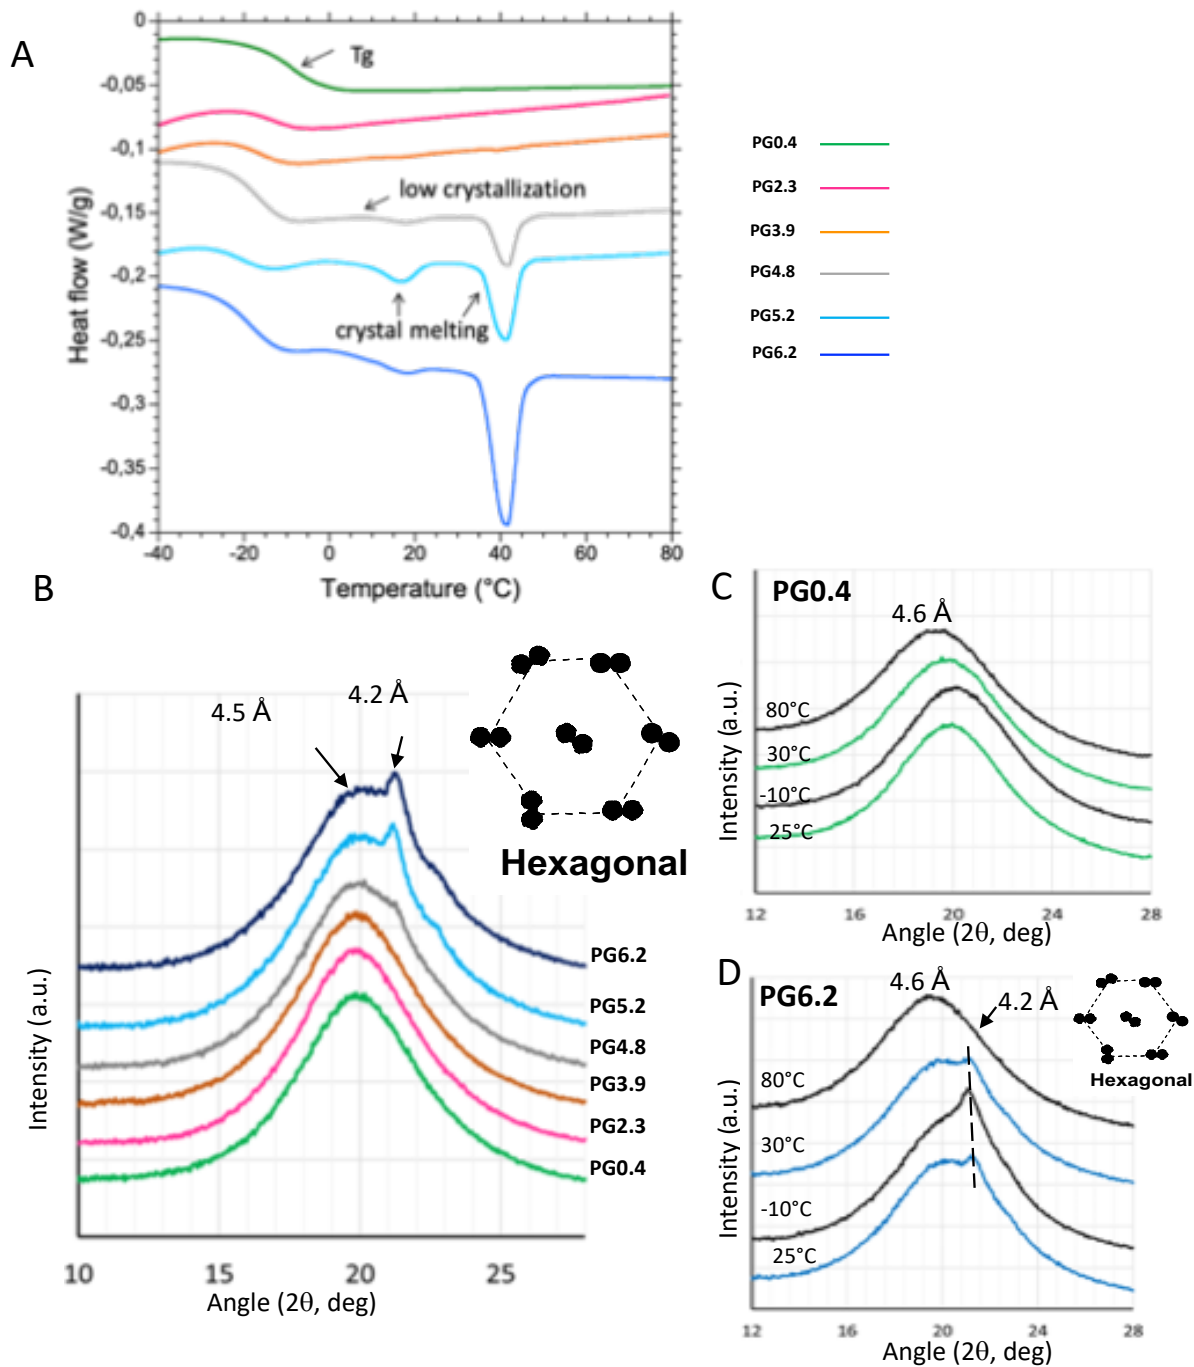 A
0
-0,05
-0,1
-0,15
-0,2
-0,25
-0,3
-0,35
-0,4
Heat flow (W/g)
Tg
low crystallization
crystal melting
-40
-20
0
20
40
60
80
Temperature (°C)
PG0.4
PG2.3
PG3.9
PG4.8
PG5.2
PG6.2
B
4.5 Å
4.2 Å
Hexagonal
PG6.2
PG5.2
PG4.8
PG3.9
PG2.3
PG0.4
Intensity (a.u.)
10
15
20
25
Angle (2θ, deg)
C
PG0.4
4.6 Å
80°C
30°C
-10°C
25°C
Intensity (a.u.)
12
16
20
24
28
Angle (2θ, deg)
D
PG6.2
4.6 Å
4.2 Å
Hexagonal
80°C
30°C
-10°C
25°C
Intensity (a.u.)
12
16
20
24
28
Angle (2θ, deg)